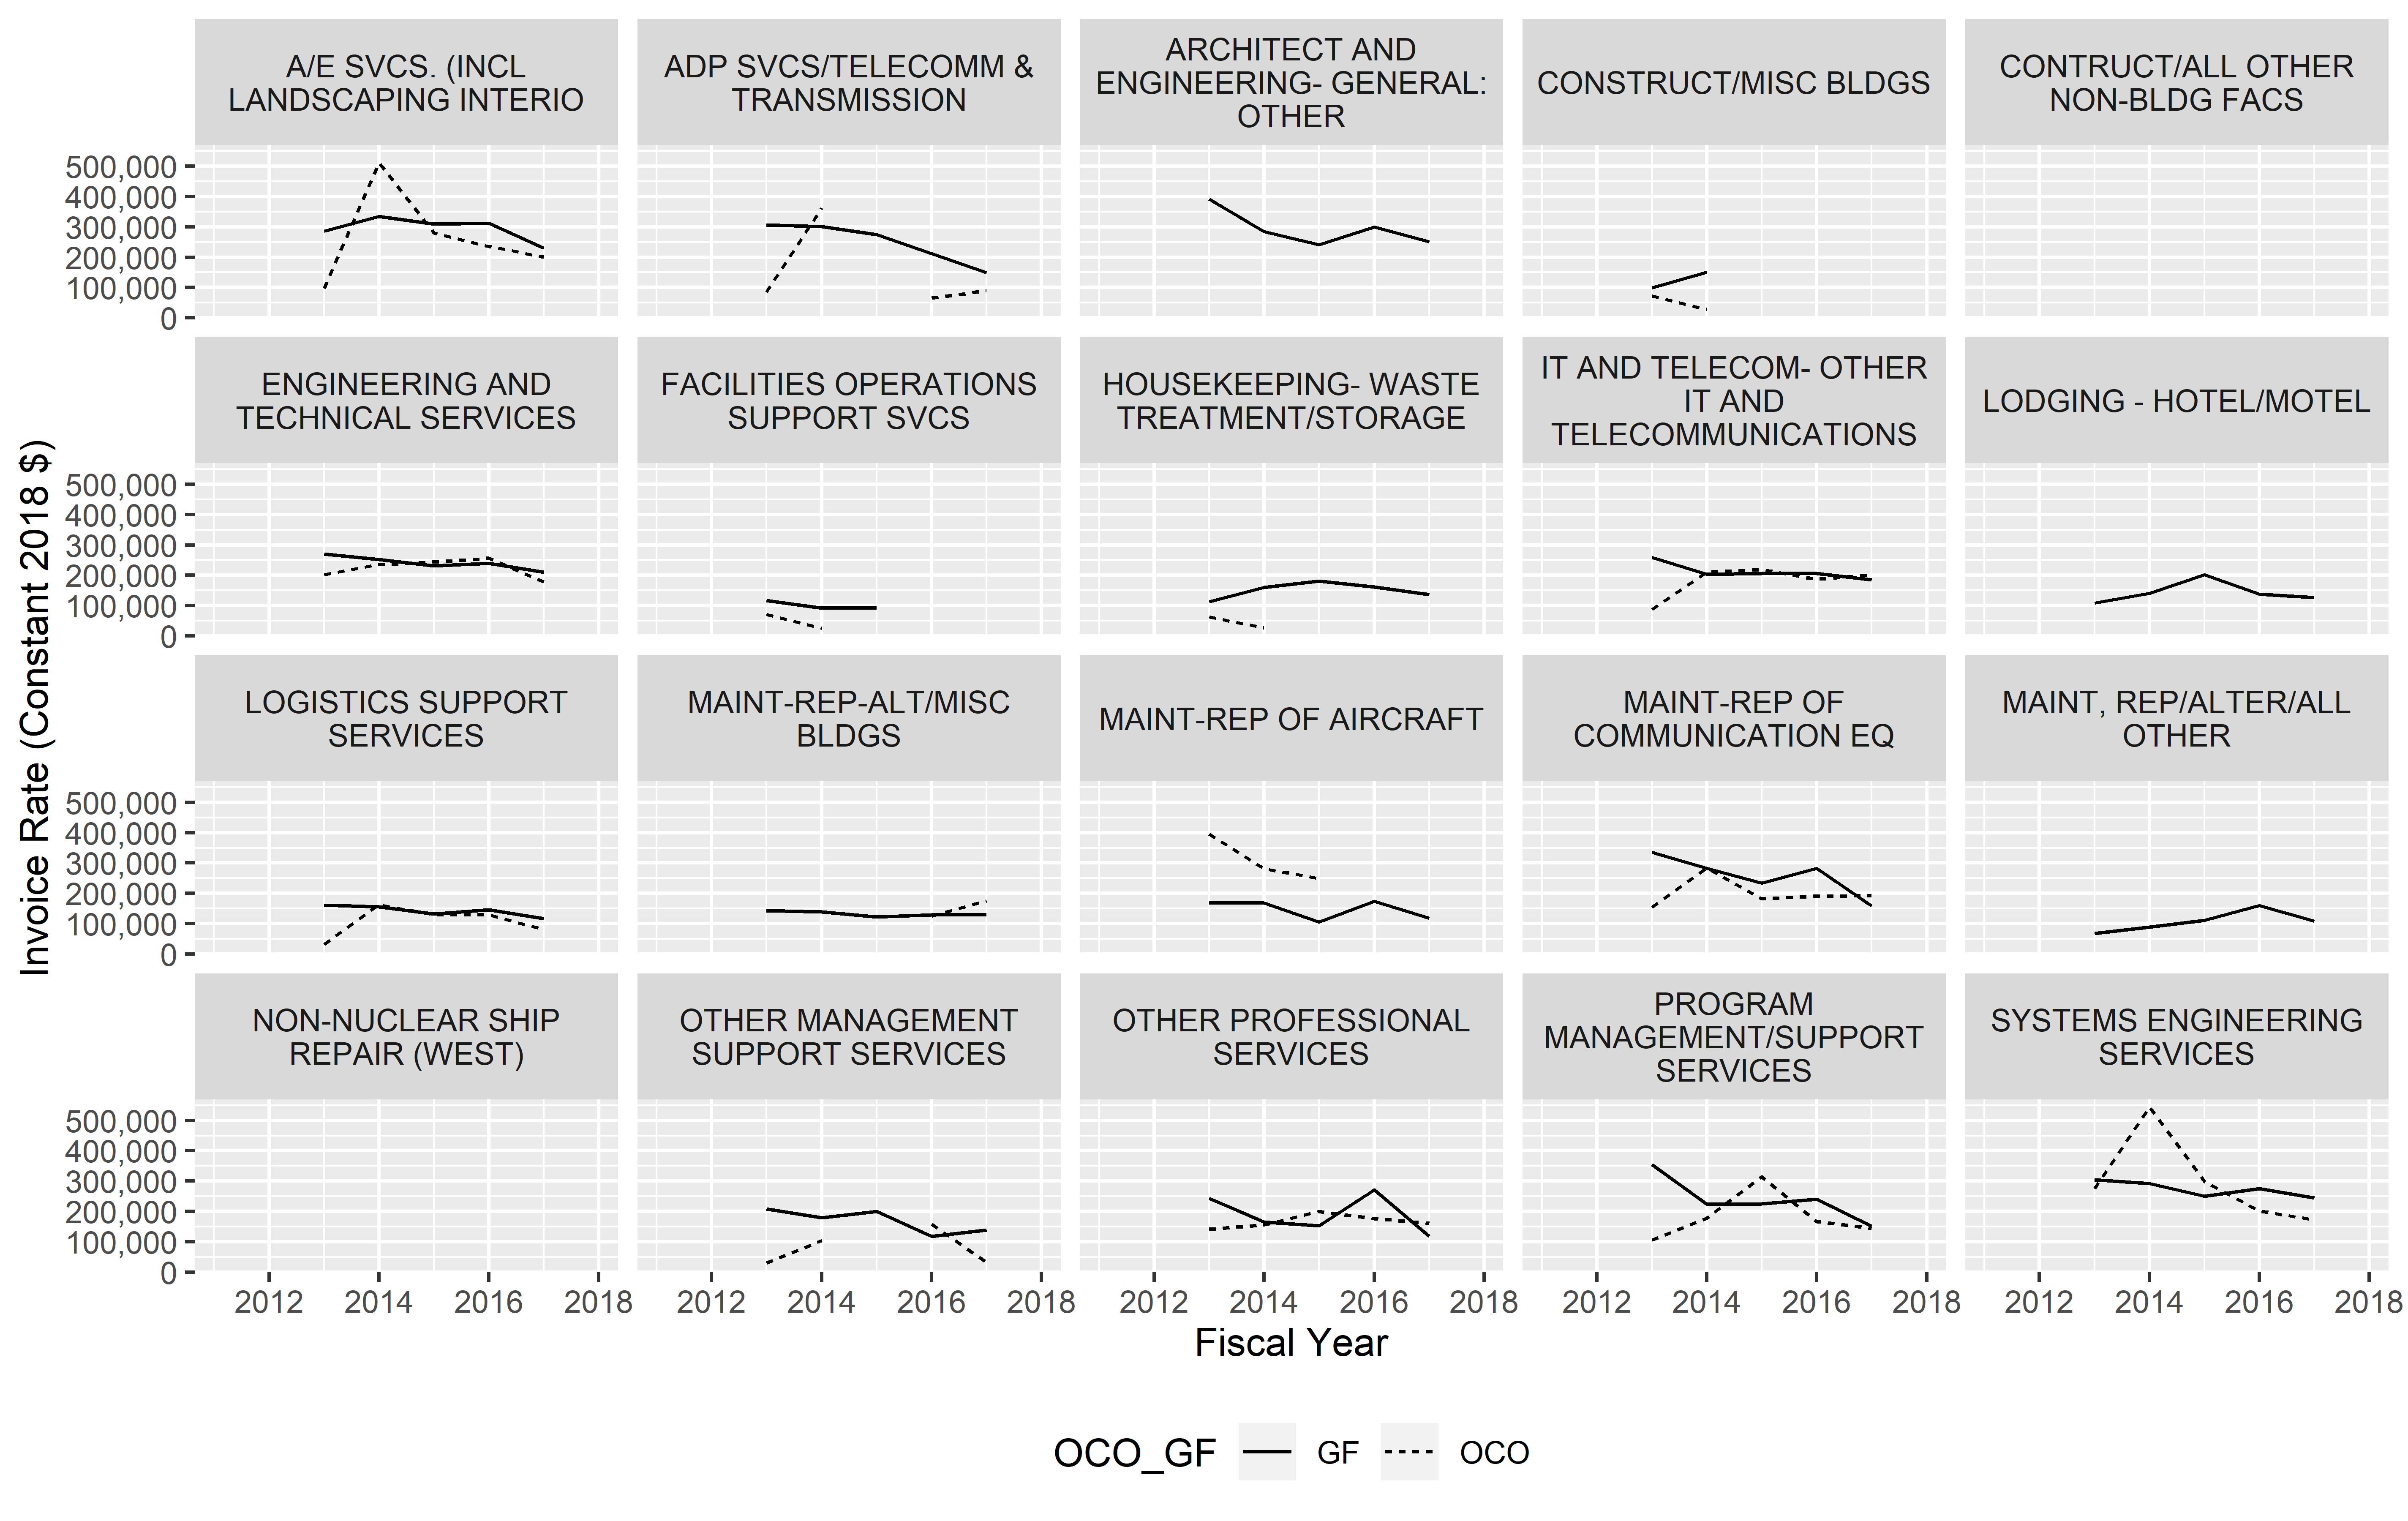 A/E SVCS. (INCL
LANDSCAPING INTERIO
ADP SVCS/TELECOMM &
TRANSMISSION
ARCHITECT AND
ENGINEERING- GENERAL:
OTHER
CONSTRUCT/MISC BLDGS
CONTRUCT/ALL OTHER
NON-BLDG FACS
500,000
400,000
300,000
200,000
100,000
0
ENGINEERING AND
TECHNICAL SERVICES
FACILITIES OPERATIONS
SUPPORT SVCS
HOUSEKEEPING- WASTE
TREATMENT/STORAGE
IT AND TELECOM- OTHER
IT AND
TELECOMMUNICATIONS
LODGING - HOTEL/MOTEL
500,000
400,000
300,000
200,000
100,000
0
LOGISTICS SUPPORT
SERVICES
MAINT-REP-ALT/MISC
BLDGS
MAINT-REP OF AIRCRAFT
MAINT-REP OF
COMMUNICATION EQ
MAINT, REP/ALTER/ALL
OTHER
500,000
400,000
300,000
200,000
100,000
0
NON-NUCLEAR SHIP
REPAIR (WEST)
OTHER MANAGEMENT
SUPPORT SERVICES
OTHER PROFESSIONAL
SERVICES
PROGRAM
MANAGEMENT/SUPPORT
SERVICES
SYSTEMS ENGINEERING
SERVICES
500,000
400,000
300,000
200,000
100,000
0
2012 2014 2016 2018
2012 2014 2016 2018
2012 2014 2016 2018
2012 2014 2016 2018
2012 2014 2016 2018
Invoice Rate (Constant 2018 $)
Fiscal Year
OCO_GF GF OCO